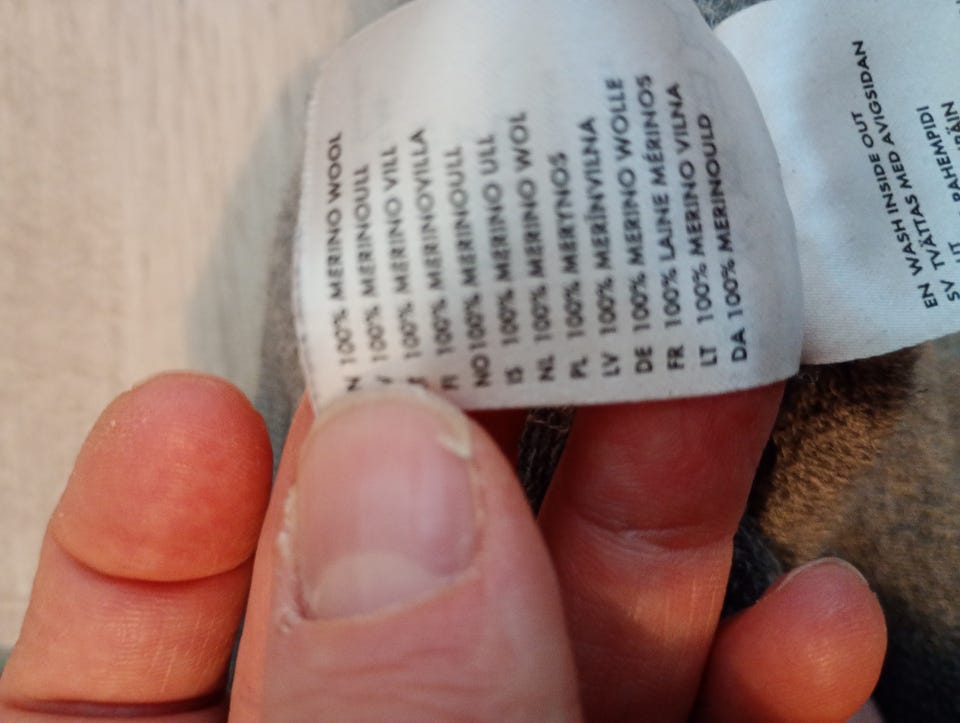 100% MERINO WOOL
100% MERINOULL
100% MERINO VILL
FI 100% MERINOVILLA
NO 100% MERINOULL
IS 100% MERINO ULL
NL 100% MERINO WOL
PL 100% MERYNOS
LV 100% MERĪNVILNA
DE 100% MERINO WOLLE
FR 100% LAINE MÉRINOS
LT 100% MERINO VILNA
DA 100% MERINOULD
EN WASH INSIDE OUT
SV TVÄTTAS MED AVIGSIDAN
PAHEMPIDI